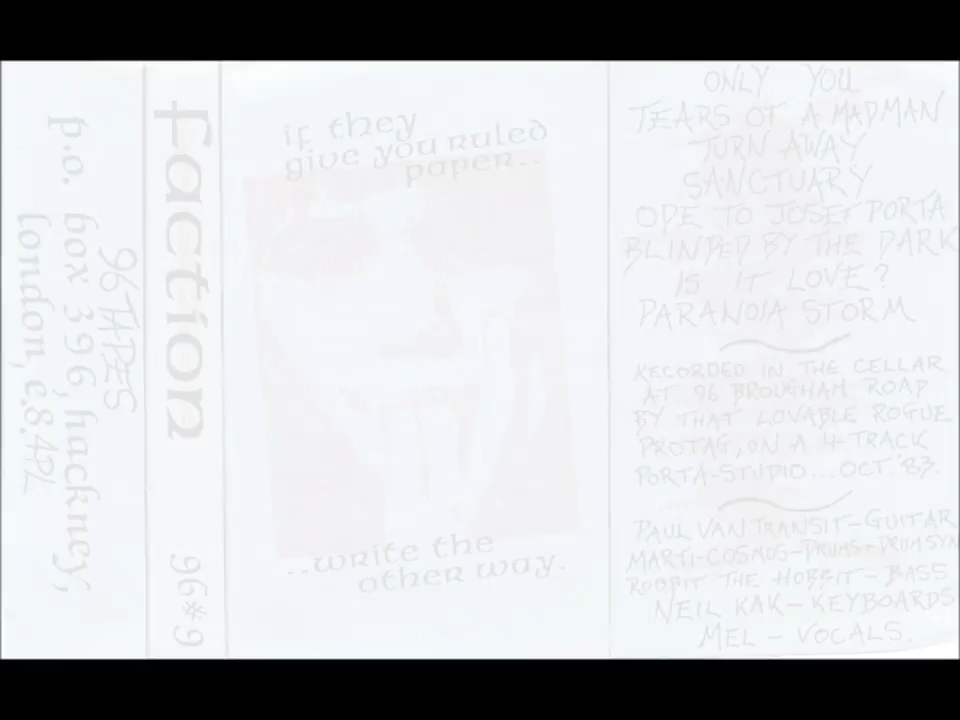 p.o. box 396, hackney,
london, e.8.4PL
96 TAPES
faction
96*9
if they
give you ruled
paper..
..write the
other way.
ONLY YOU
TEARS OF A MADMAN
TURN AWAY
SANCTUARY
ODE TO JOSEF PORTA
BLINDED BY THE DARK
IS IT LOVE?
PARANOIA STORM
RECORDED IN THE CELLAR
AT 96 BROUGHAM ROAD
BY THAT LOVABLE ROGUE
PROTAG, ON A 4 TRACK
PORTA-STUDIO... OCT. '83.
PAUL VAN TRANSIT - GUITAR
MARTI-COSMOS - DRUMS - DRUM SYN
ROBBIT THE HOBBIT - BASS
NEIL KAK - KEYBOARDS
MEL - VOCALS.